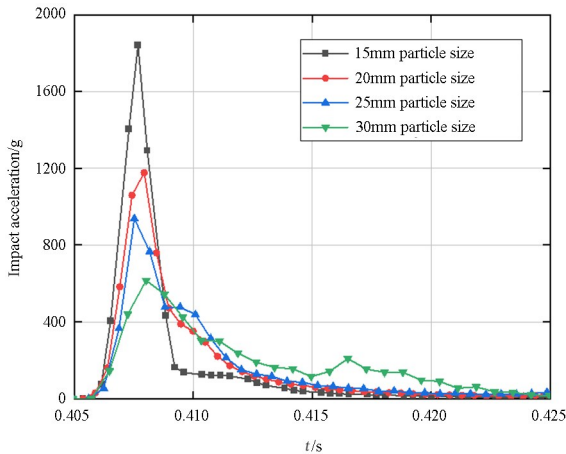 2000
1600
1200
800
400
0
Impact acceleration/g
15mm particle size
20mm particle size
25mm particle size
30mm particle size
0.405
0.410
0.415
0.420
0.425
t/s